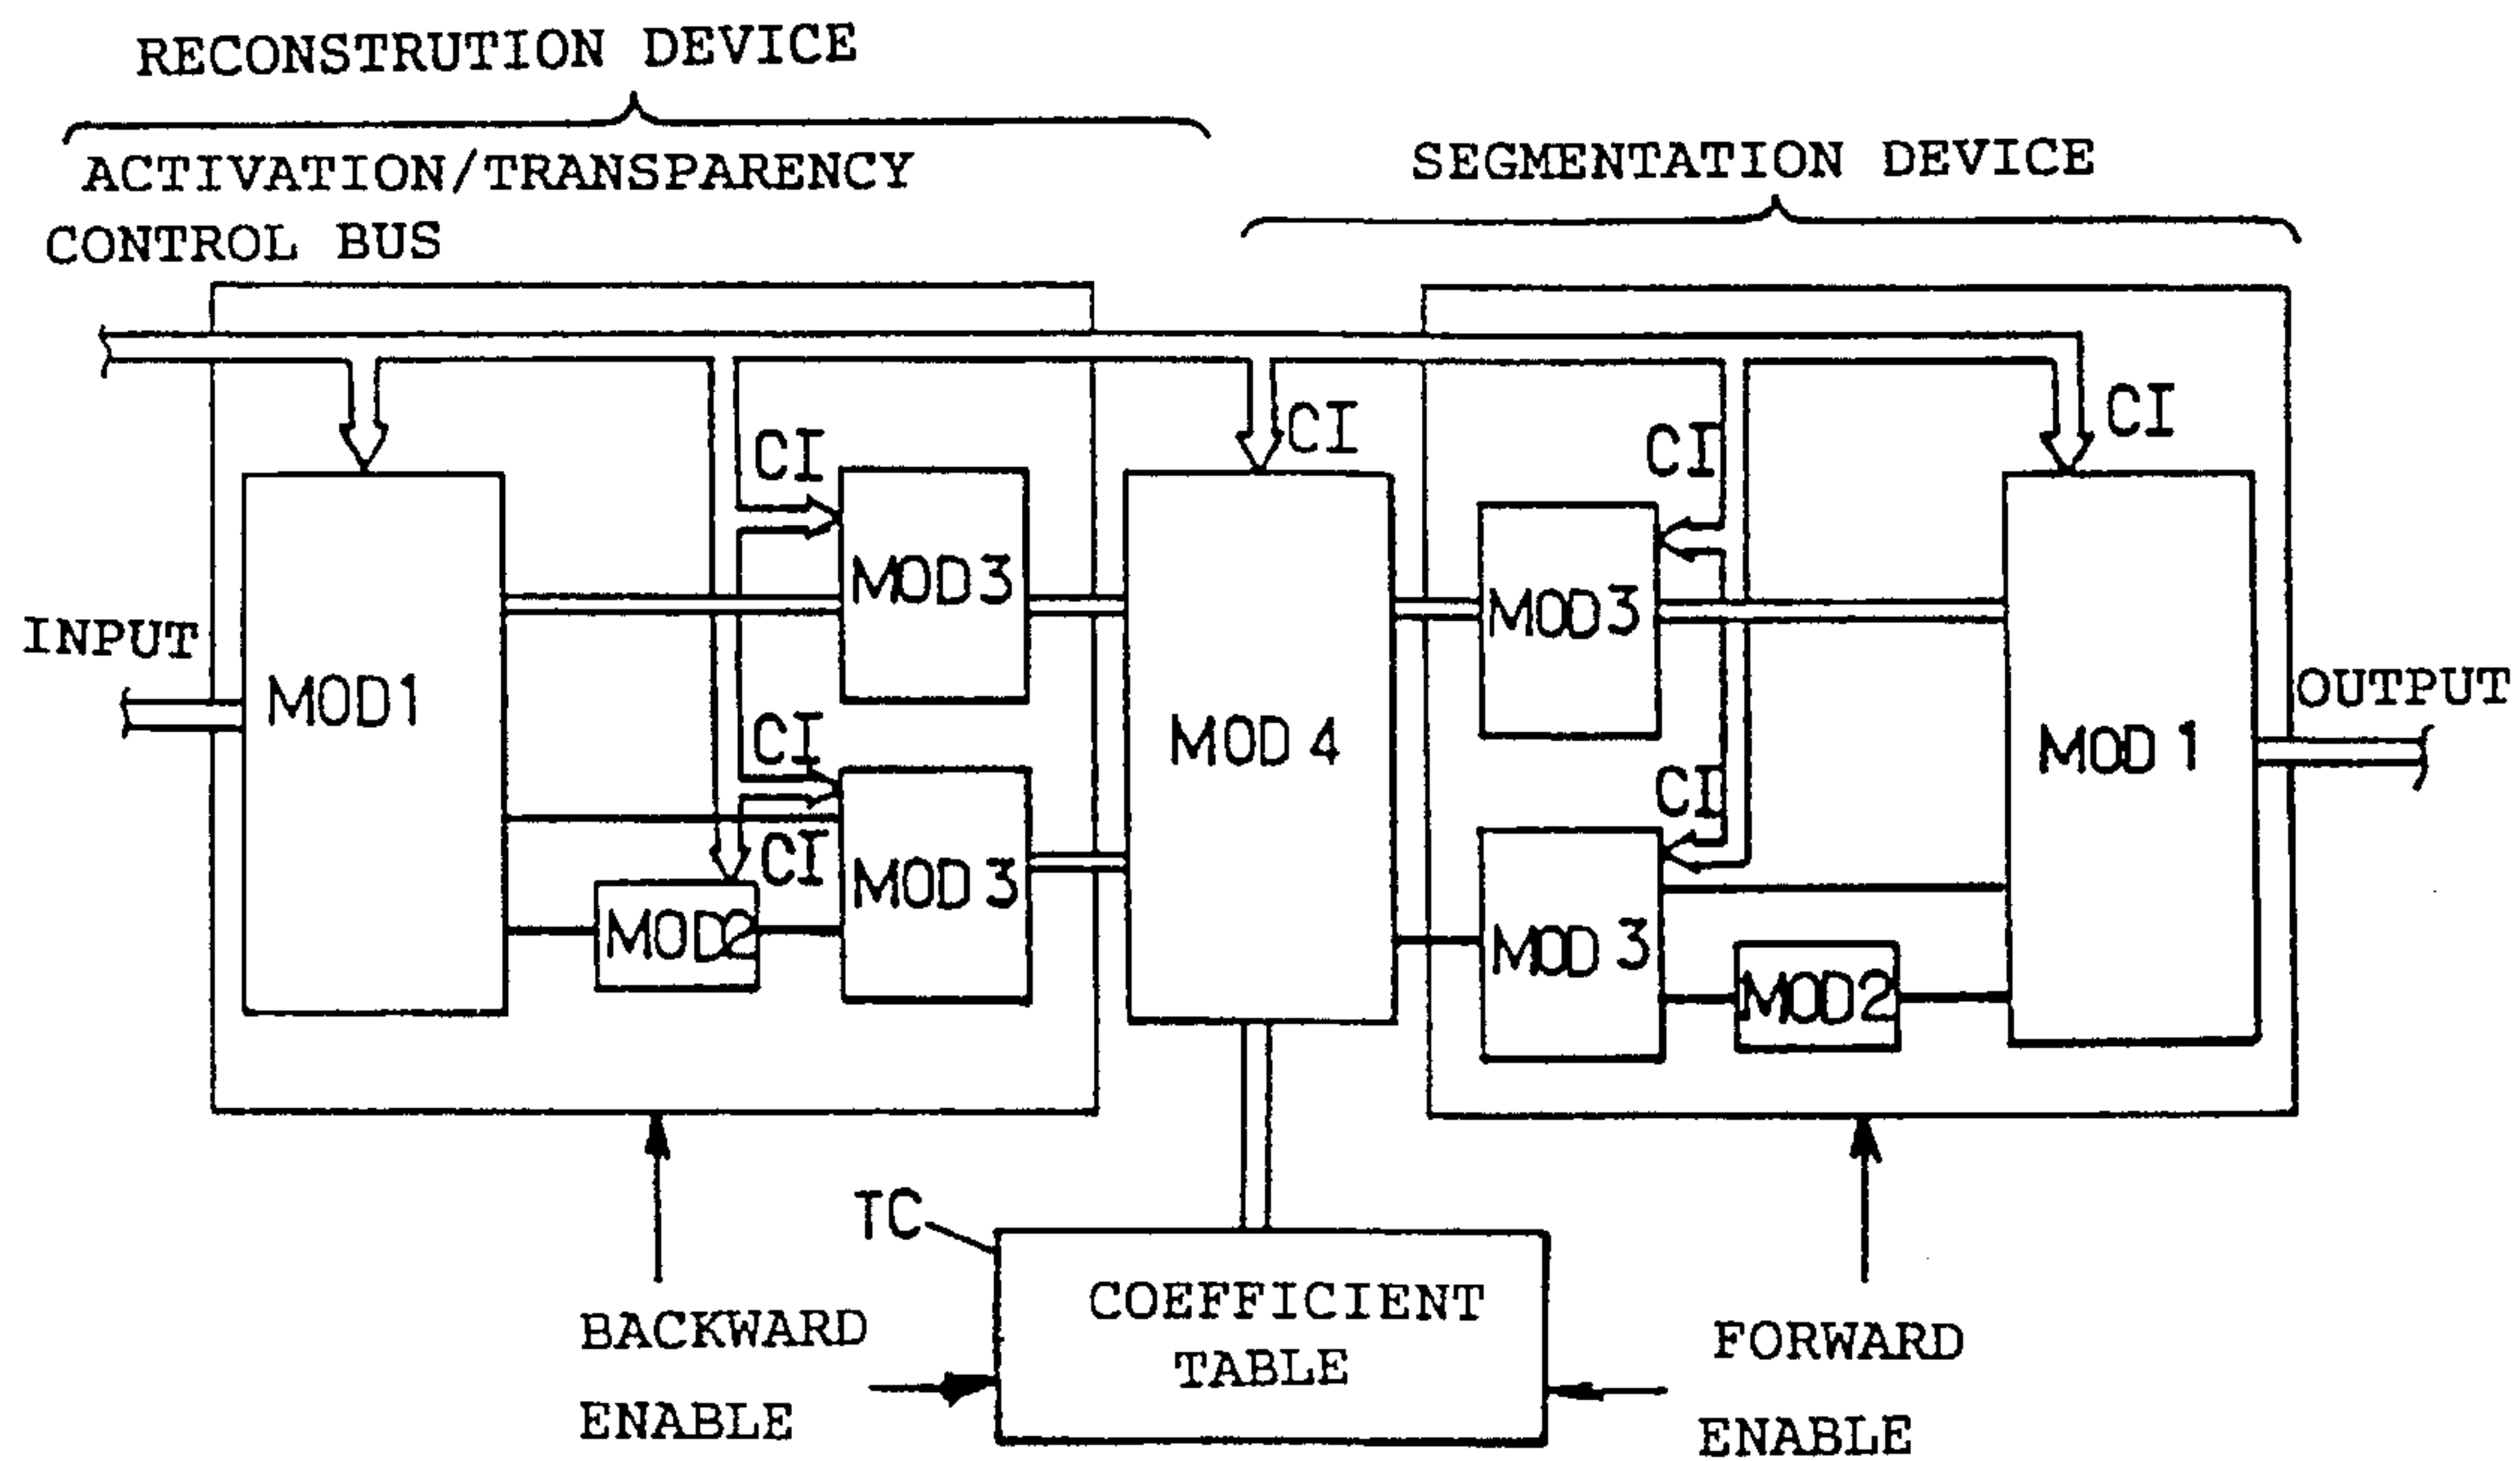 RECONSTRUTION DEVICE
ACTIVATION/TRANSPARENCY
CONTROL BUS
SEGMENTATION DEVICE
CI
CI
CI
CI
INPUT
MOD1
MOD3
MOD 4
MOD3
MOD 1
OUTPUT
CI
CI
CI
MOD2
MOD 3
MOD 3
MOD2
TC
COEFFICIENT
TABLE
BACKWARD
ENABLE
FORWARD
ENABLE